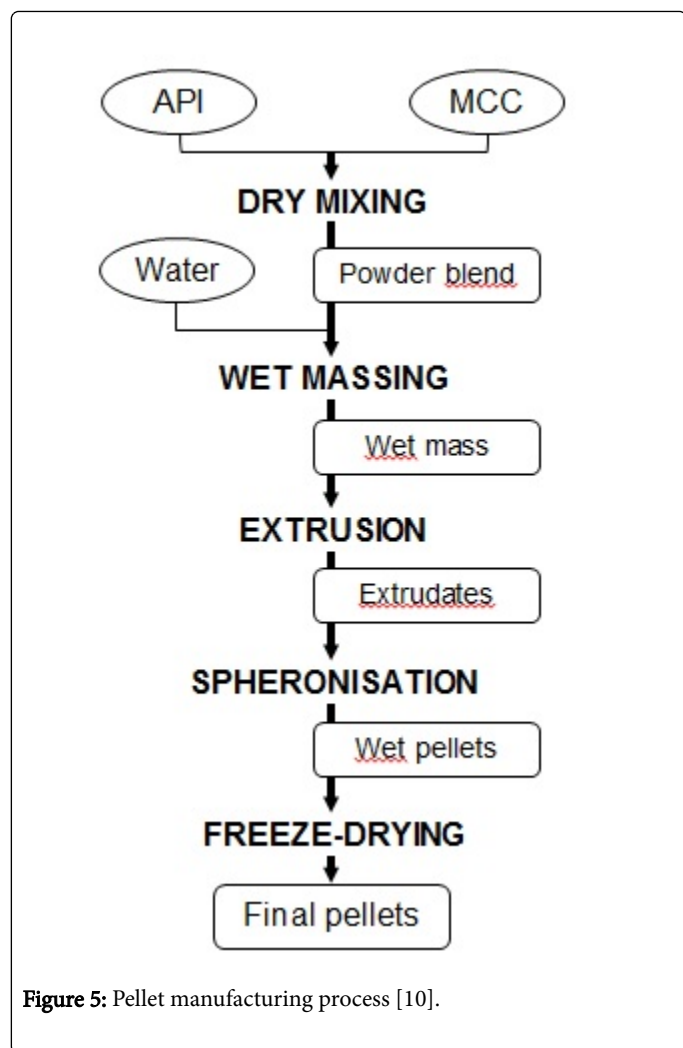 API
MCC
DRY MIXING
Water
Powder blend
WET MASSING
Wet mass
EXTRUSION
Extrudates
SPHERONISATION
Wet pellets
FREEZE-DRYING
Final pellets
Figure 5: Pellet manufacturing process [10].